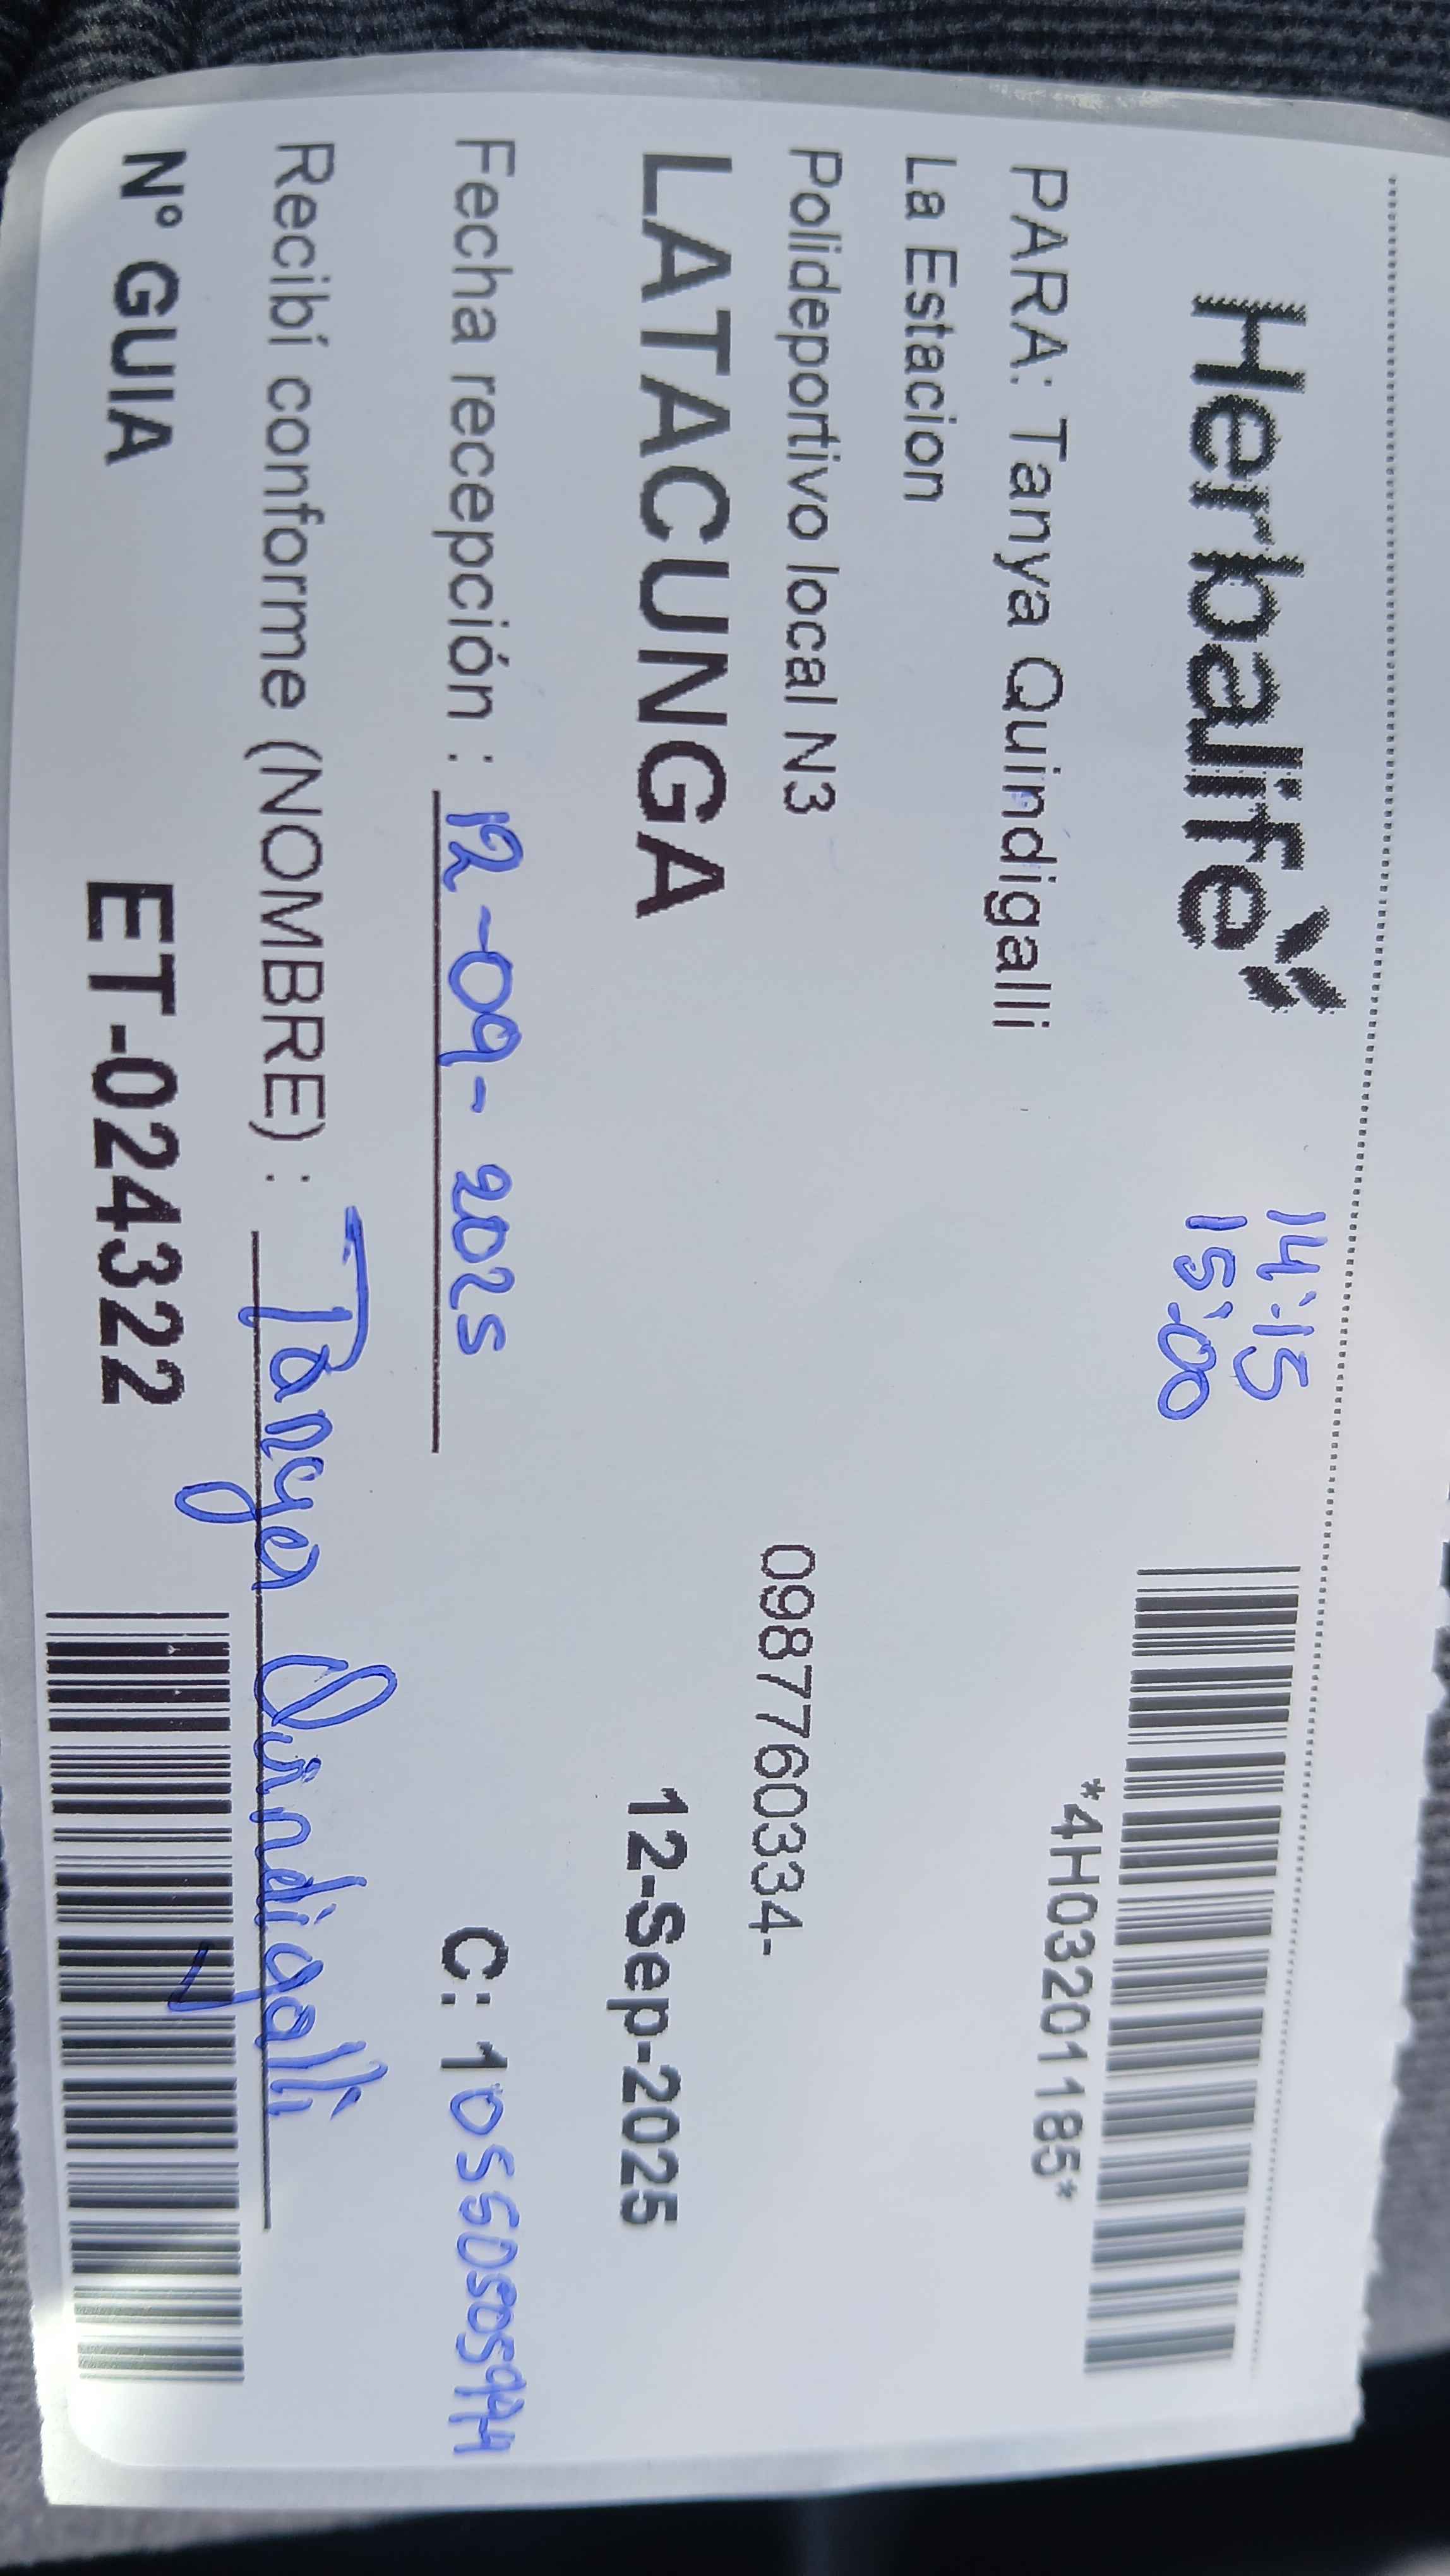 Herbalife
14:15
15:00
*4H03201185*
PARA: Tanya Quindigalli
La Estacion
Polideportivo local N3 0987760334-
LATACUNGA 12-Sep-2025
Fecha recepción : 12-09-2025 C: 1
Recibí conforme (NOMBRE) : Tanya Quindigalli
N° GUIA ET-024322